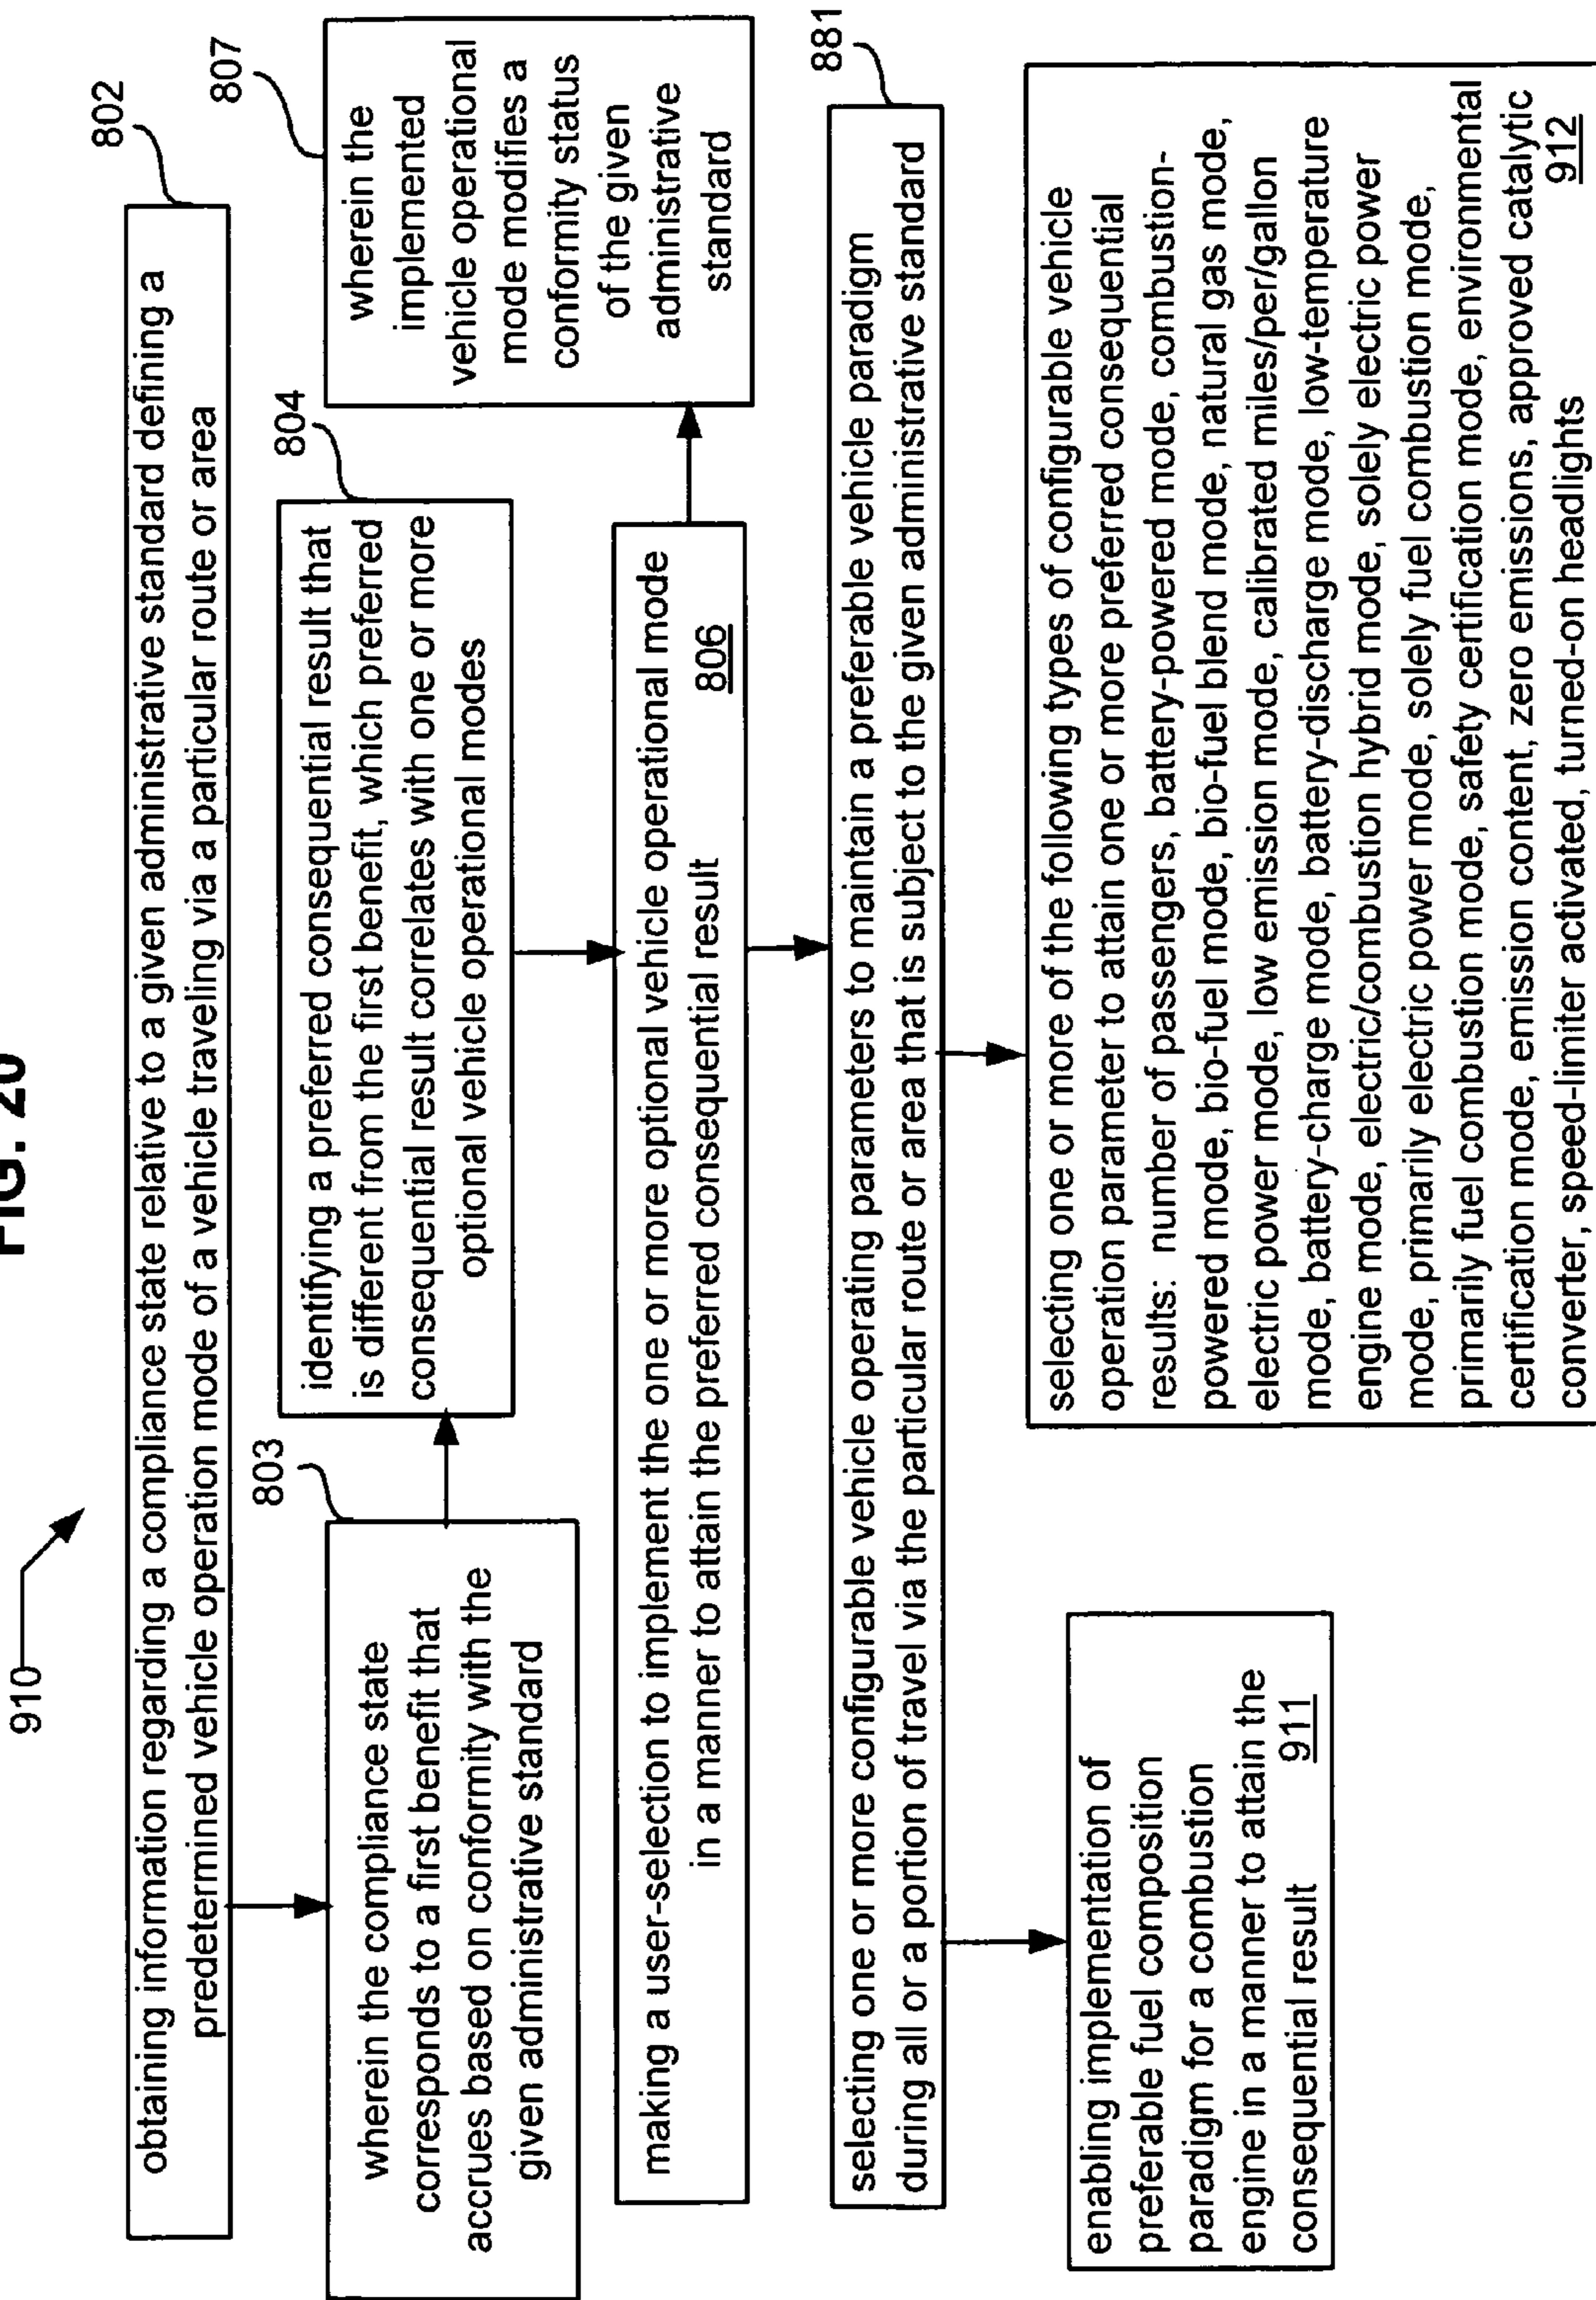 FIG. 20
910
802
obtaining information regarding a compliance state relative to a given administrative standard defining a
predetermined vehicle operation mode of a vehicle traveling via a particular route or area
803
wherein the compliance state
corresponds to a first benefit that
accrues based on conformity with the
given administrative standard
804
identifying a preferred consequential result that
is different from the first benefit, which preferred
consequential result correlates with one or more
optional vehicle operational modes
807
wherein the
implemented
vehicle operational
mode modifies a
conformity status
of the given
administrative
standard
making a user-selection to implement the one or more optional vehicle operational mode
in a manner to attain the preferred consequential result
806
881
selecting one or more configurable vehicle operating parameters to maintain a preferable vehicle paradigm
during all or a portion of travel via the particular route or area that is subject to the given administrative standard
enabling implementation of
preferable fuel composition
paradigm for a combustion
engine in a manner to attain the
consequential result 911
selecting one or more of the following types of configurable vehicle
operation parameter to attain one or more preferred consequential
results: number of passengers, battery-powered mode, combustion-
powered mode, bio-fuel mode, bio-fuel blend mode, natural gas mode,
electric power mode, low emission mode, calibrated miles/per/gallon
mode, battery-charge mode, battery-discharge mode, low-temperature
engine mode, electric/combustion hybrid mode, solely electric power
mode, primarily electric power mode, solely fuel combustion mode,
primarily fuel combustion mode, safety certification mode, environmental
certification mode, emission content, zero emissions, approved catalytic
converter, speed-limiter activated, turned-on headlights 912